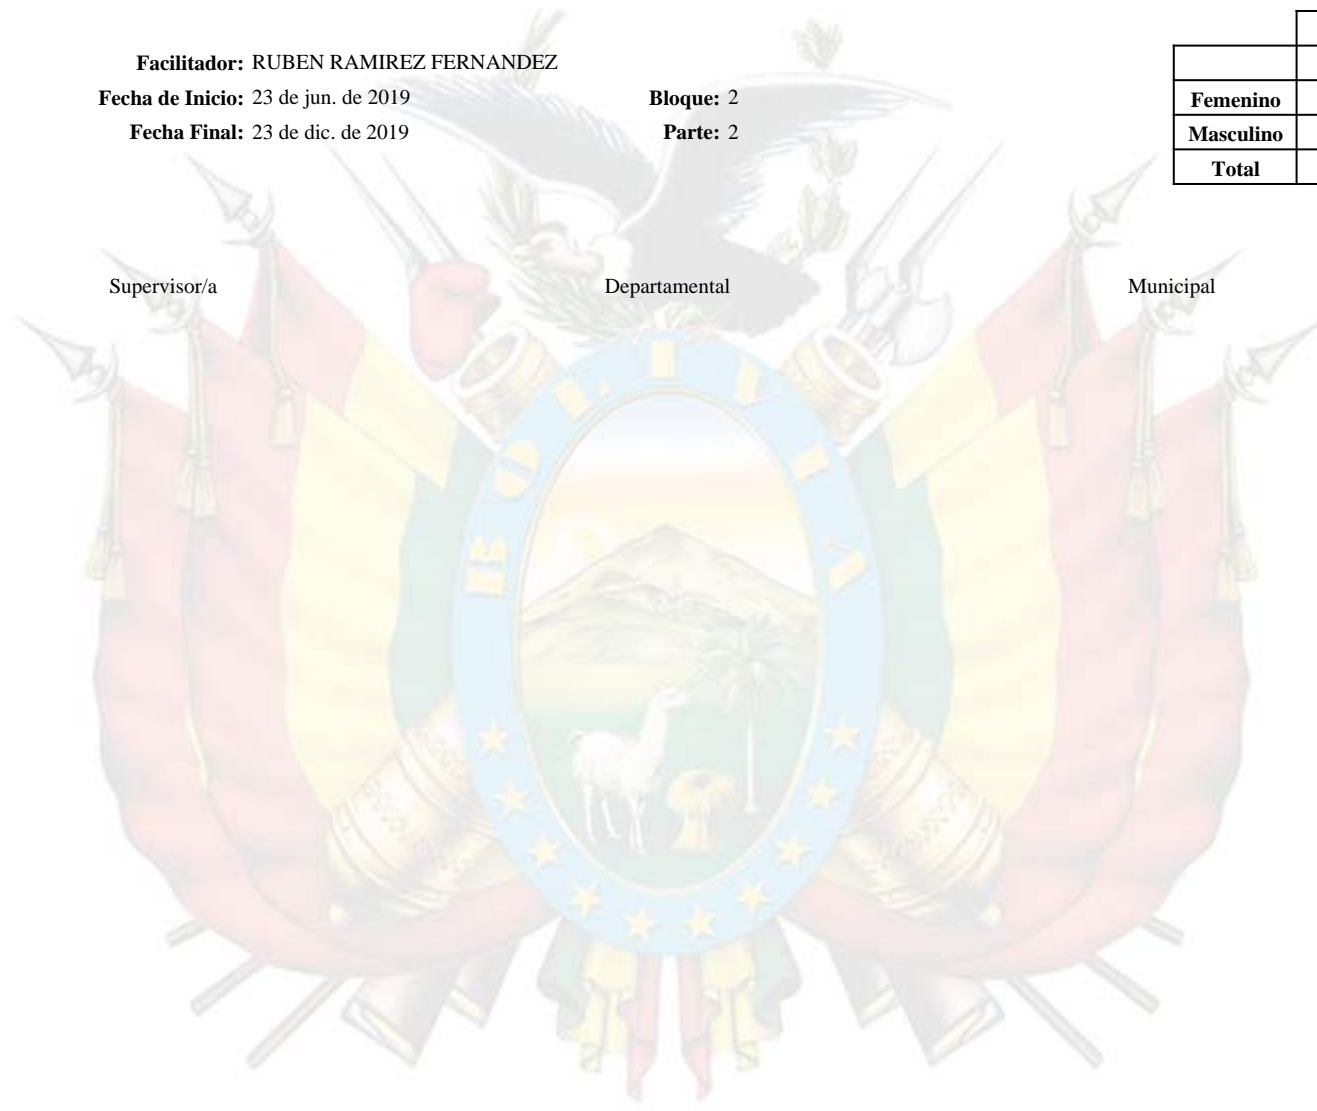 Facilitador: RUBEN RAMIREZ FERNANDEZ
Fecha de Inicio: 23 de jun. de 2019 Bloque: 2
Fecha Final: 23 de dic. de 2019 Parte: 2
Femenino
Masculino
Total
Supervisor/a Departamental Municipal
BOLIVIA